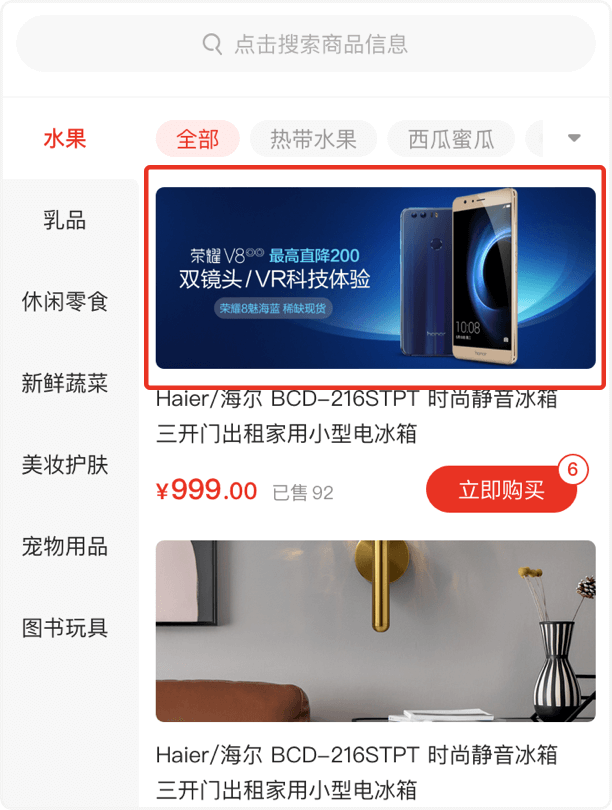 点击搜索商品信息
水果
全部
热带水果
西瓜蜜瓜
乳品
休闲零食
新鲜蔬菜
美妆护肤
宠物用品
图书玩具
荣耀 V8 最高直降200
双镜头/VR科技体验
荣耀8魅海蓝 稀缺现货
honor
10:08
honor
Haier/海尔 BCD-216STPT 时尚静音冰箱
三开门出租家用小型电冰箱
¥999.00 已售 92
立即购买
6
Haier/海尔 BCD-216STPT 时尚静音冰箱
三开门出租家用小型电冰箱